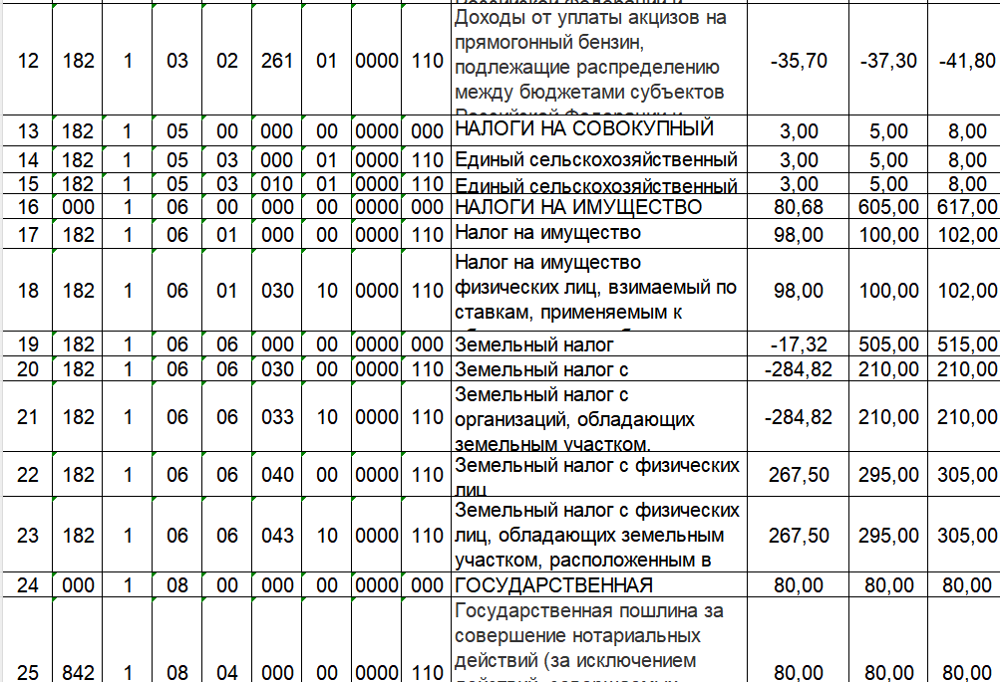 Доходы от уплаты акцизов на
прямогонный бензин,
12 182 1 03 02 261 01 0000 110 подлежащие распределению -35,70 -37,30 -41,80
между бюджетами субъектов
Российской Федерации и
13 182 1 05 00 000 00 0000 000 НАЛОГИ НА СОВОКУПНЫЙ 3,00 5,00 8,00
14 182 1 05 03 000 01 0000 110 Единый сельскохозяйственный 3,00 5,00 8,00
15 182 1 05 03 010 01 0000 110 Единый сельскохозяйственный 3,00 5,00 8,00
16 000 1 06 00 000 00 0000 000 НАЛОГИ НА ИМУЩЕСТВО 80,68 605,00 617,00
17 182 1 06 01 000 00 0000 110 Налог на имущество 98,00 100,00 102,00
Налог на имущество
18 182 1 06 01 030 10 0000 110 физических лиц, взимаемый по 98,00 100,00 102,00
ставкам, применяемым к
19 182 1 06 06 000 00 0000 000 Земельный налог -17,32 505,00 515,00
20 182 1 06 06 030 00 0000 110 Земельный налог с -284,82 210,00 210,00
Земельный налог с
21 182 1 06 06 033 10 0000 110 организаций, обладающих -284,82 210,00 210,00
земельным участком,
22 182 1 06 06 040 00 0000 110 Земельный налог с физических 267,50 295,00 305,00
лиц
Земельный налог с физических
23 182 1 06 06 043 10 0000 110 лиц, обладающих земельным 267,50 295,00 305,00
участком, расположенным в
24 000 1 08 00 000 00 0000 000 ГОСУДАРСТВЕННАЯ 80,00 80,00 80,00
Государственная пошлина за
совершение нотариальных
действий (за исключением
25 842 1 08 04 000 00 0000 110 80,00 80,00 80,00